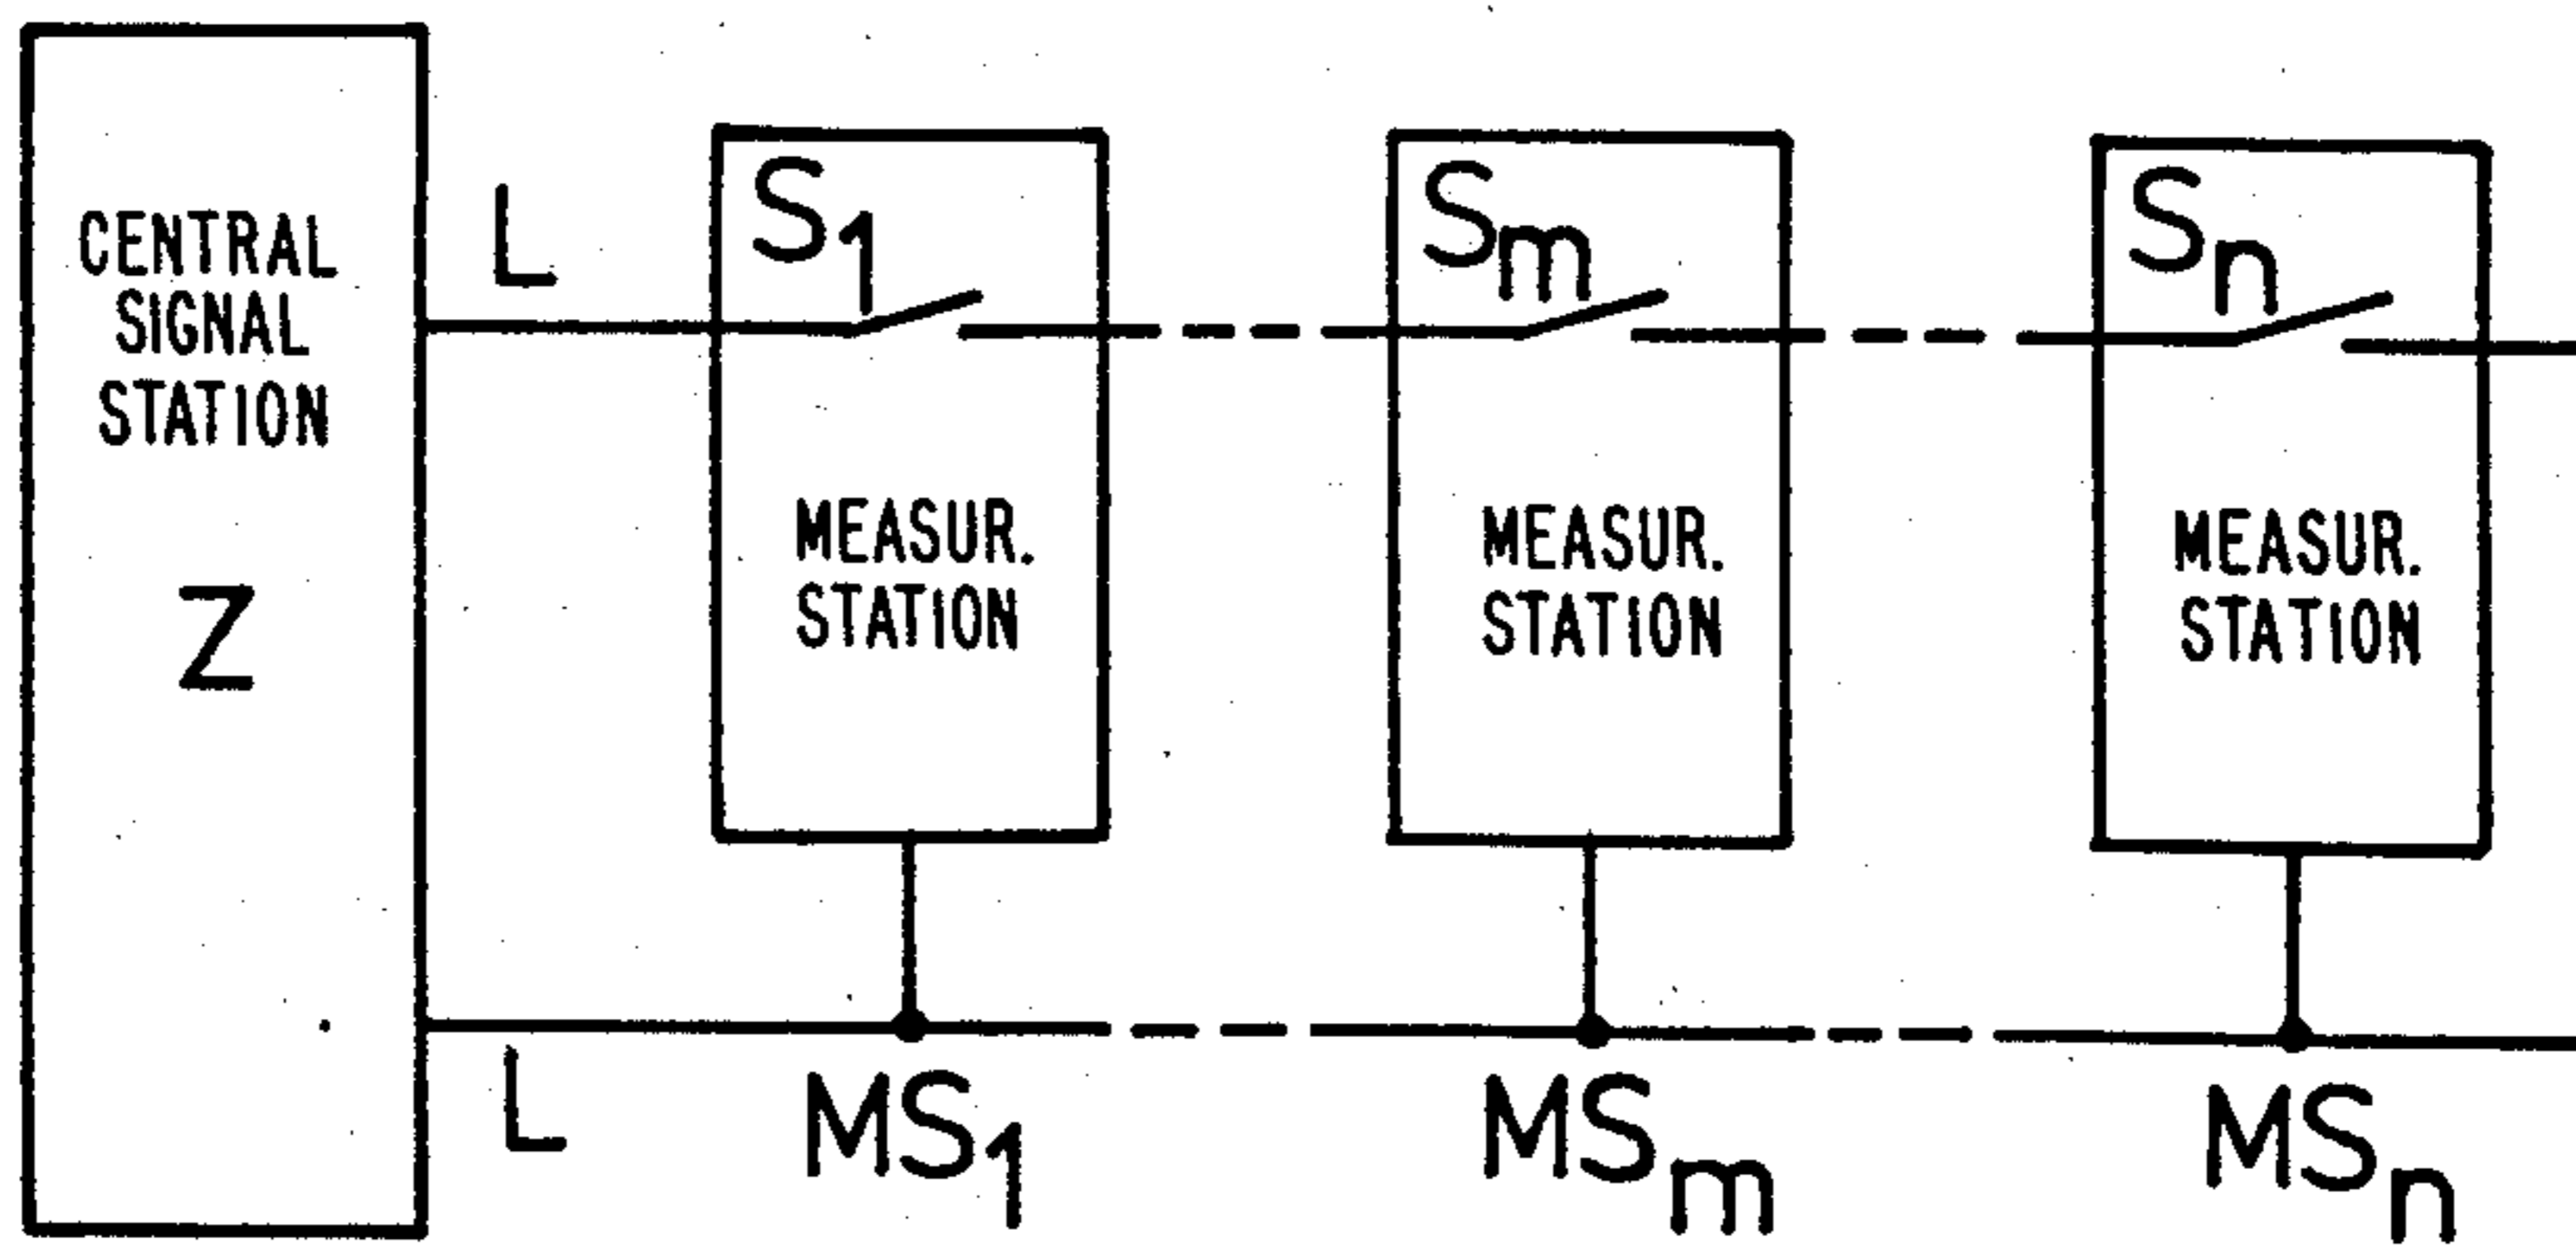 CENTRAL
SIGNAL
STATION
Z
L
L
S1
MEASUR.
STATION
MS1
Sm
MEASUR.
STATION
MSm
Sn
MEASUR.
STATION
MSn